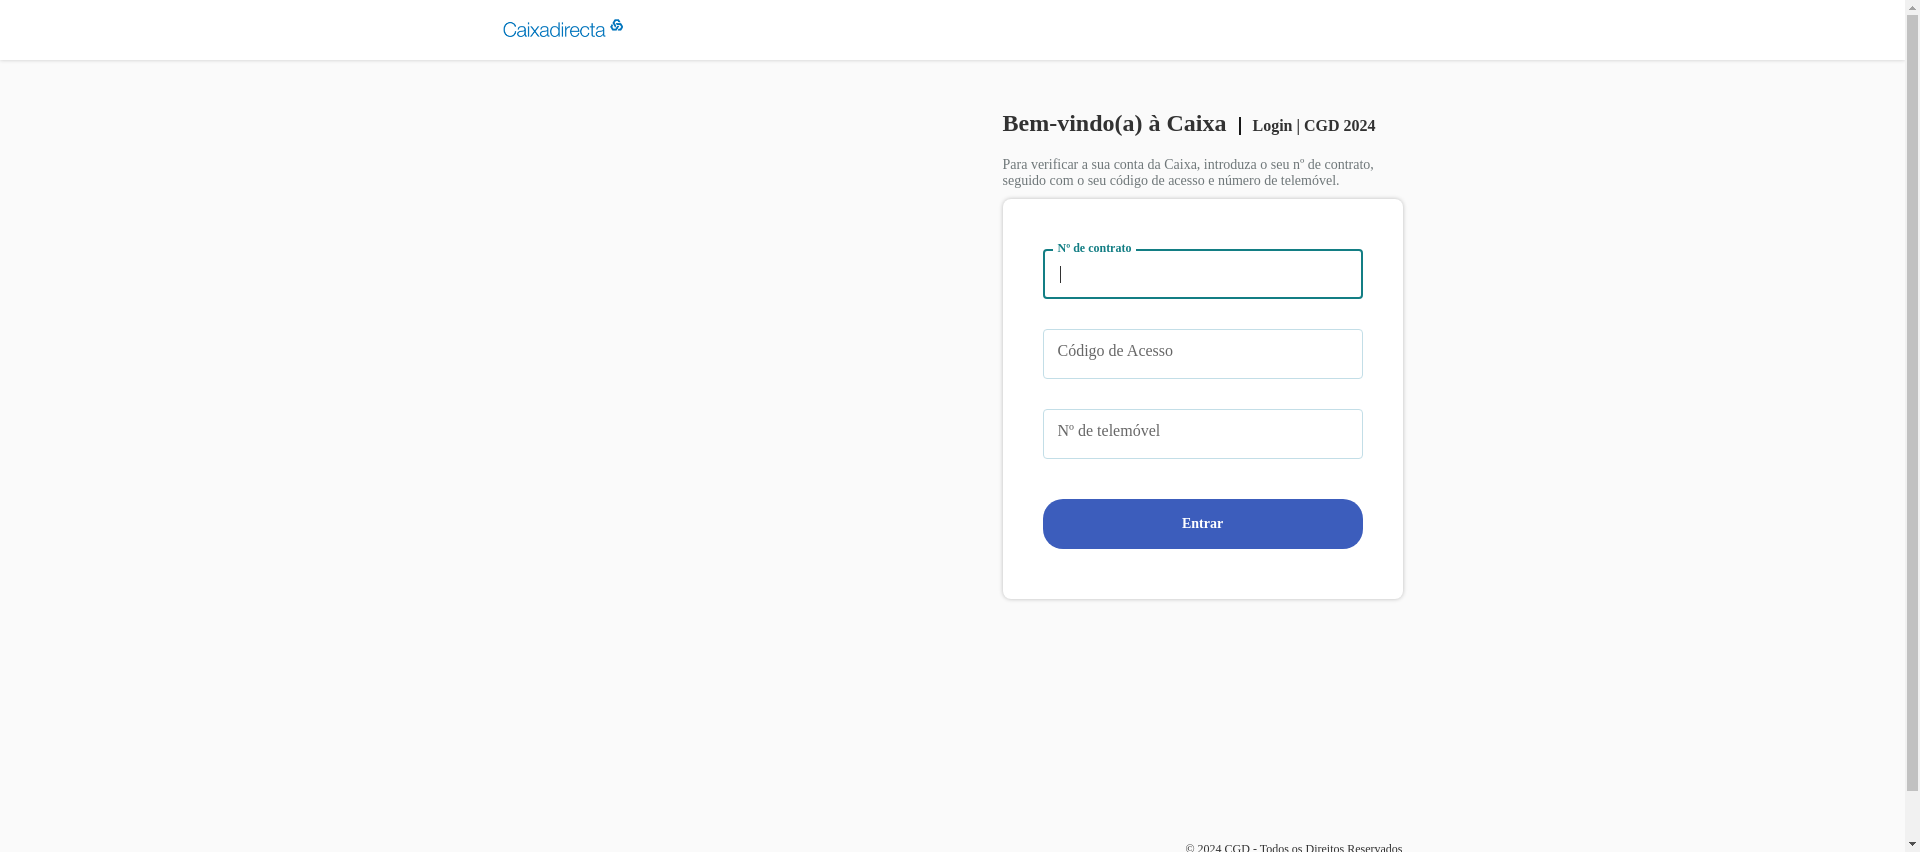 Caixadirecta
Bem-vindo(a) à Caixa | Login | CGD 2024
Para verificar a sua conta da Caixa, introduza o seu nº de contrato,
seguido com o seu código de acesso e número de telemóvel.
Nº de contrato
Código de Acesso
Nº de telemóvel
Entrar
© 2024 CGD - Todos os Direitos Reservados